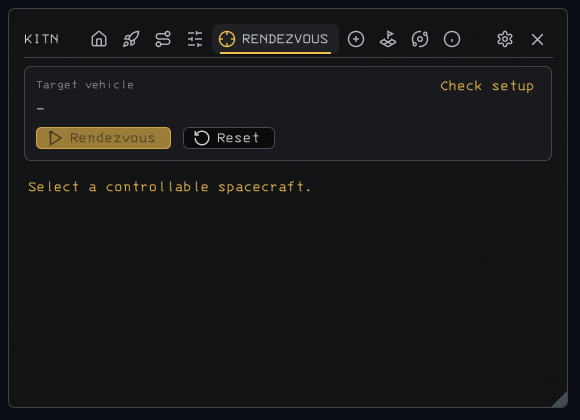 KITN RENDEZVOUS
Target vehicle
Check setup
–
Rendezvous Reset
Select a controllable spacecraft.